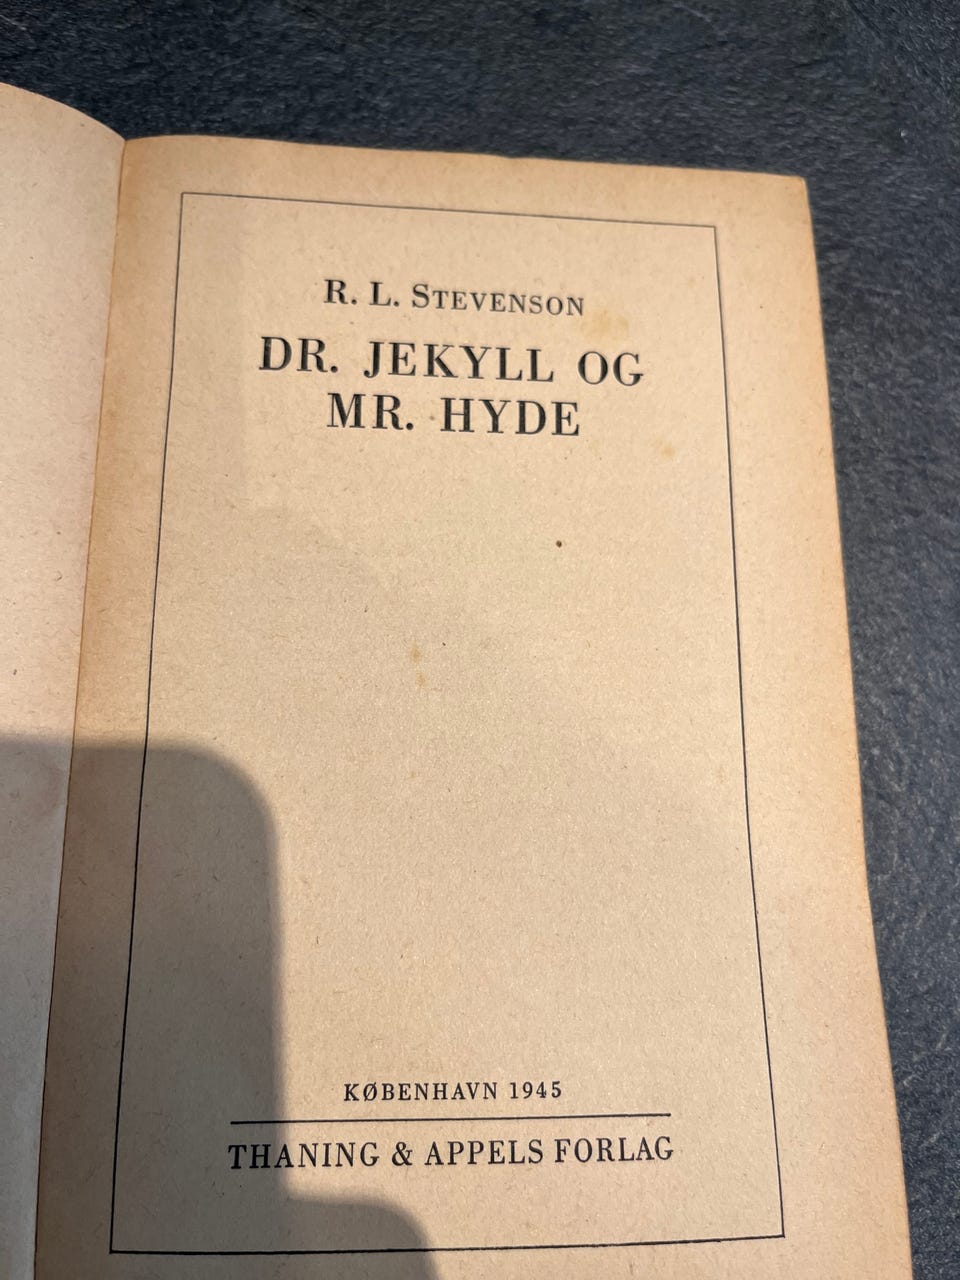 R. L. STEVENSON
DR. JEKYLL OG
MR. HYDE
KØBENHAVN 1945
THANING & APPELS FORLAG